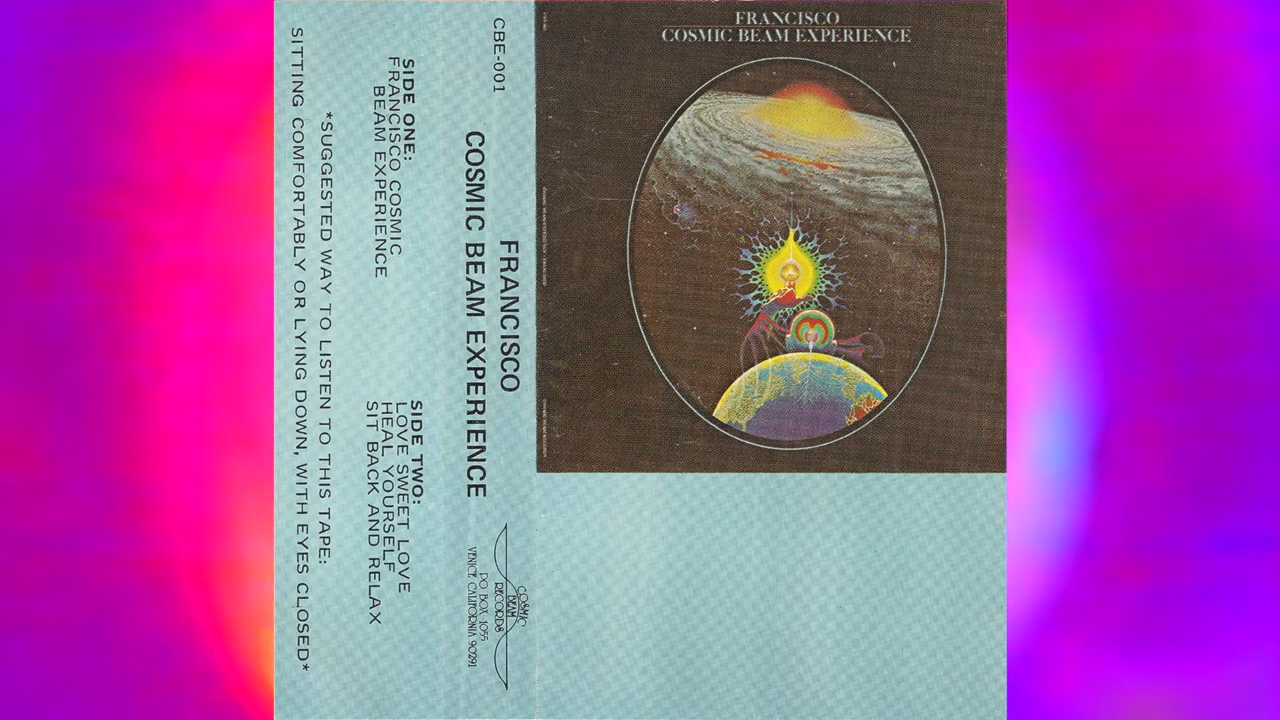 FRANCISCO
COSMIC BEAM EXPERIENCE
CBE-001
FRANCISCO
COSMIC BEAM EXPERIENCE
COSMIC
BEAM
RECORDS
PO BOX 1055
VENICE, CALIFORNIA 90291
SIDE ONE:
FRANCISCO COSMIC
BEAM EXPERIENCE
SIDE TWO:
LOVE SWEET LOVE
HEAL YOURSELF
SIT BACK AND RELAX
*SUGGESTED WAY TO LISTEN TO THIS TAPE:
SITTING COMFORTABLY OR LYING DOWN, WITH EYES CLOSED*